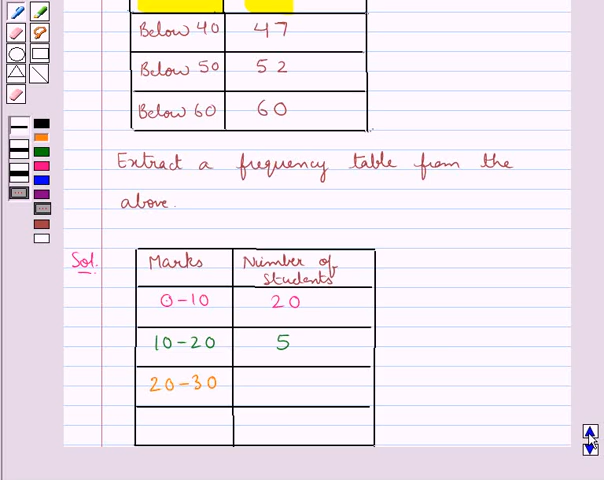 Below 40 47
Below 50 52
Below 60 60
Extract a frequency table from the
above.
Sol. Marks Number of
Students
0-10 20
10-20 5
20-30